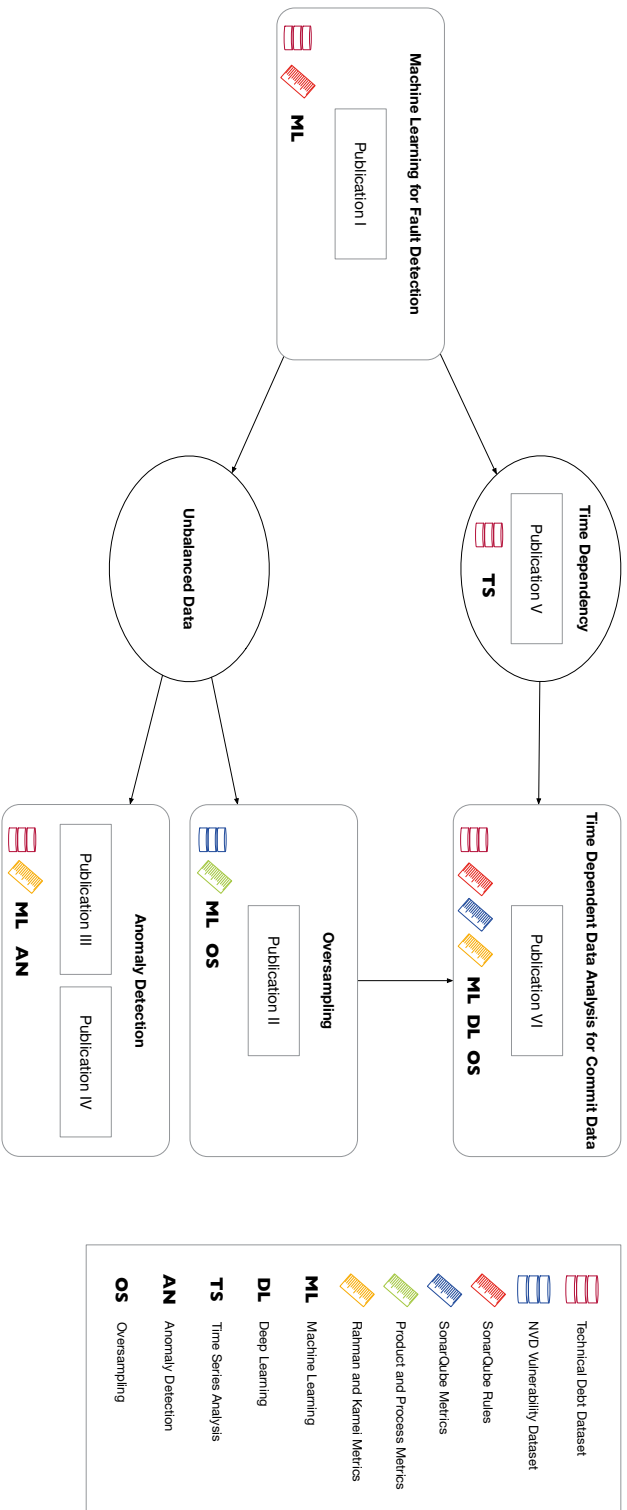 Machine Learning for Fault Detection
Publication I
ML
Time Dependency
Publication V
TS
Unbalanced Data
Time Dependent Data Analysis for Commit Data
Publication VI
ML DL OS
Oversampling
Publication II
ML OS
Anomaly Detection
Publication III
Publication IV
ML AN
Technical Debt Dataset
NVD Vulnerability Dataset
SonarQube Rules
SonarQube Metrics
Product and Process Metrics
Rahman and Kamei Metrics
ML Machine Learning
DL Deep Learning
TS Time Series Analysis
AN Anomaly Detection
OS Oversampling